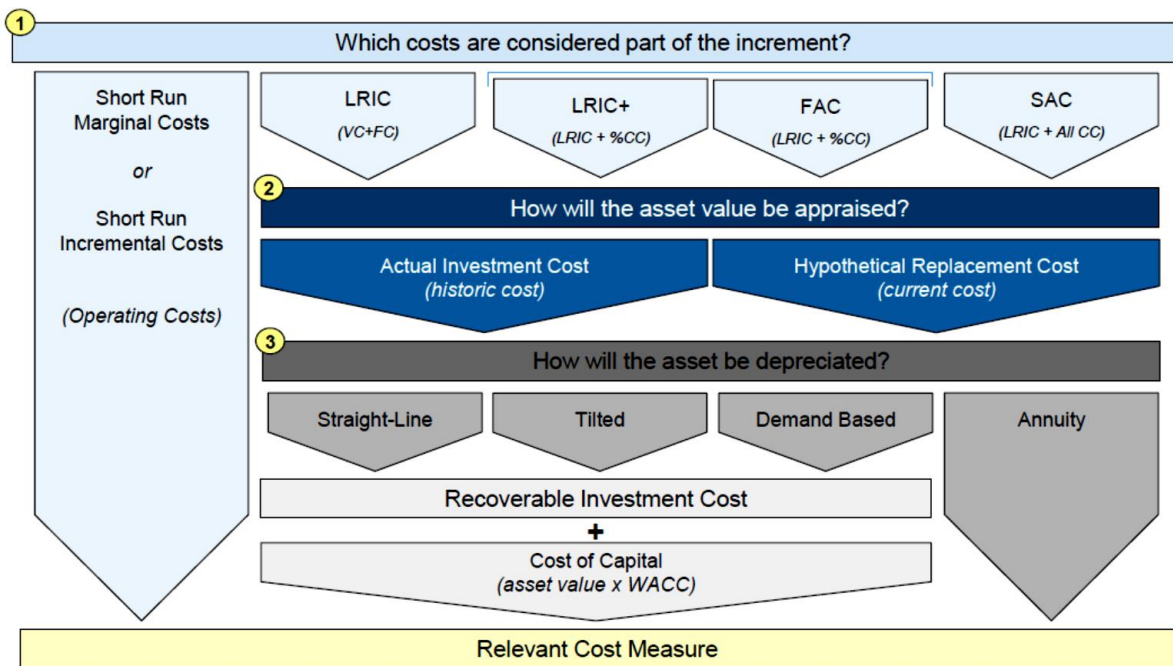 1
Which costs are considered part of the increment?
Short Run
Marginal Costs
or
Short Run
Incremental Costs
(Operating Costs)
LRIC
(VC+FC)
LRIC+
(LRIC + %CC)
FAC
(LRIC + %CC)
SAC
(LRIC + All CC)
2
How will the asset value be appraised?
Actual Investment Cost
(historic cost)
Hypothetical Replacement Cost
(current cost)
3
How will the asset be depreciated?
Straight-Line
Tilted
Demand Based
Annuity
Recoverable Investment Cost
+
Cost of Capital
(asset value x WACC)
Relevant Cost Measure